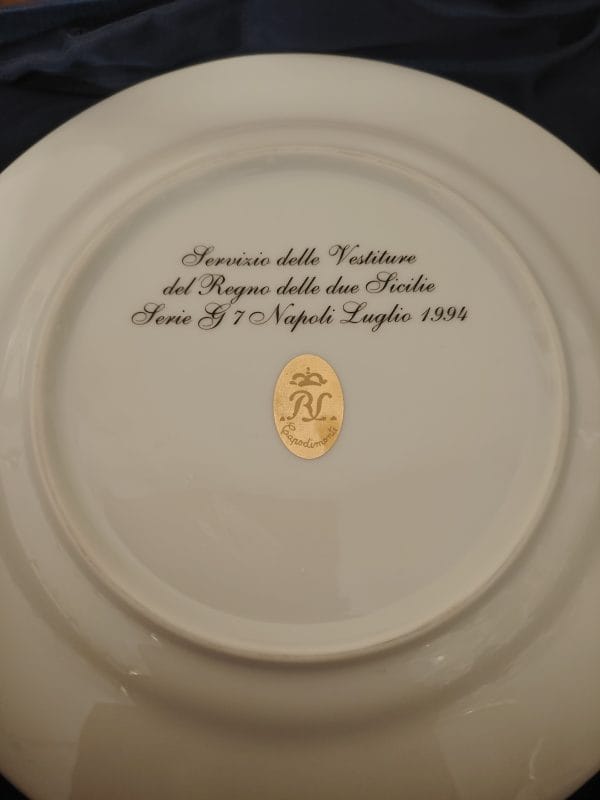 Servizio delle Vestiture
del Regno delle due Sicilie
Serie G 7 Napoli Luglio 1994
RL
Capodimonte